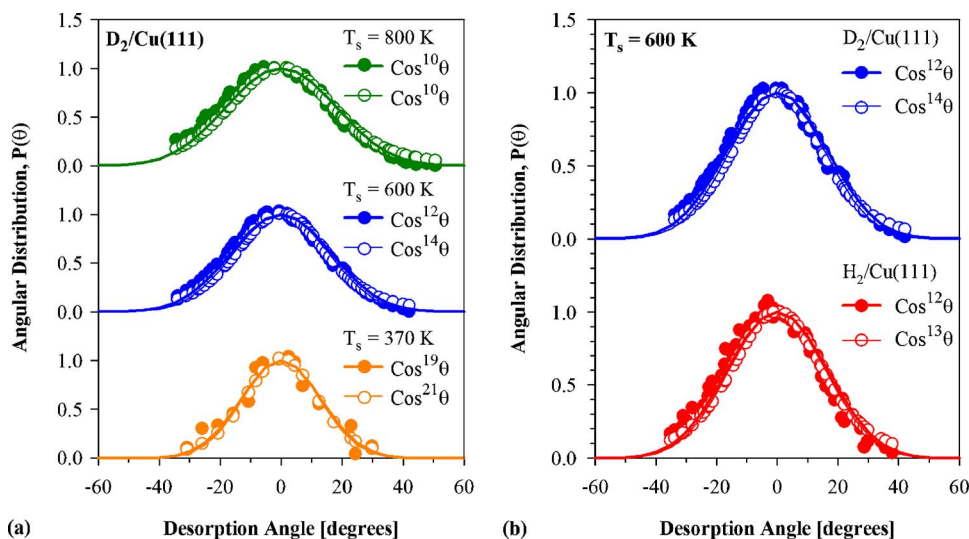 D₂/Cu(111)
Tₛ = 800 K
Cos¹⁰θ
Cos¹⁰θ
Tₛ = 600 K
Cos¹²θ
Cos¹⁴θ
Tₛ = 370 K
Cos¹⁹θ
Cos²¹θ
Angular Distribution, P(θ)
1.5
1.0
0.5
0.0
1.0
0.5
0.0
1.0
0.5
0.0
-60 -40 -20 0 20 40 60
(a) Desorption Angle [degrees]
Tₛ = 600 K
D₂/Cu(111)
Cos¹²θ
Cos¹⁴θ
H₂/Cu(111)
Cos¹²θ
Cos¹³θ
Angular Distribution, P(θ)
1.5
1.0
0.5
0.0
1.0
0.5
0.0
-60 -40 -20 0 20 40 60
(b) Desorption Angle [degrees]